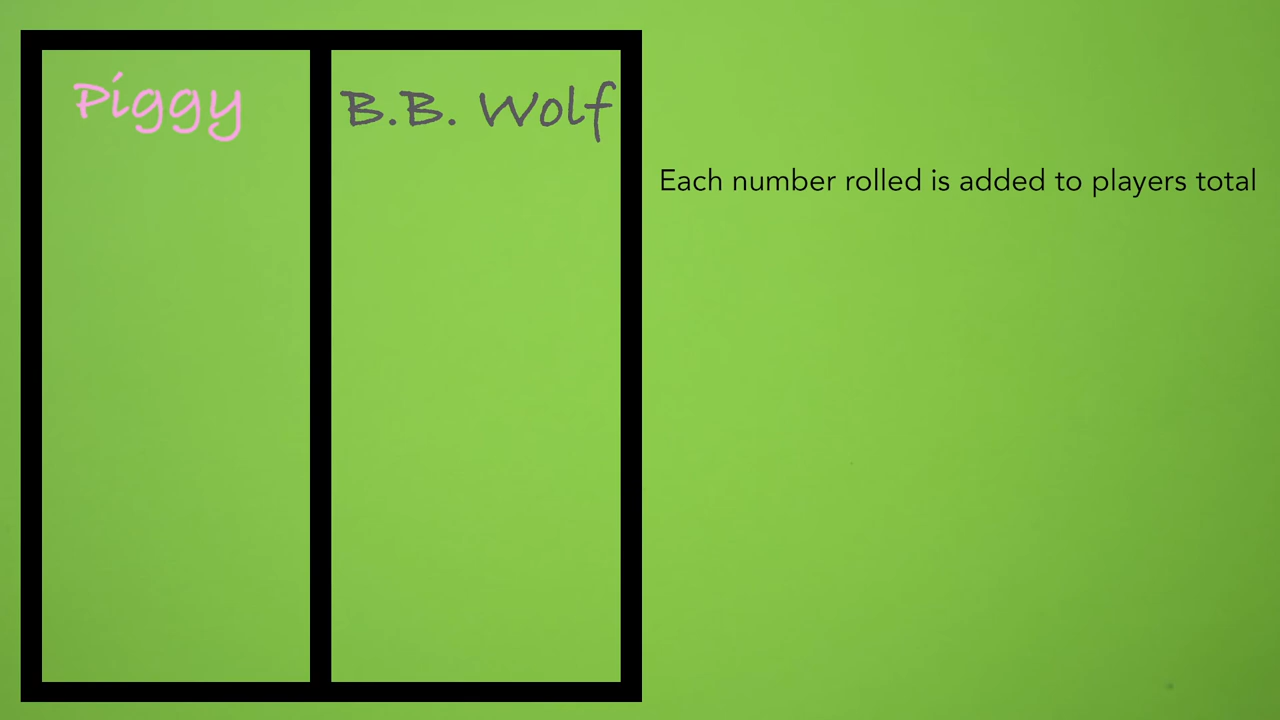 Piggy
B.B. Wolf
Each number rolled is added to players total